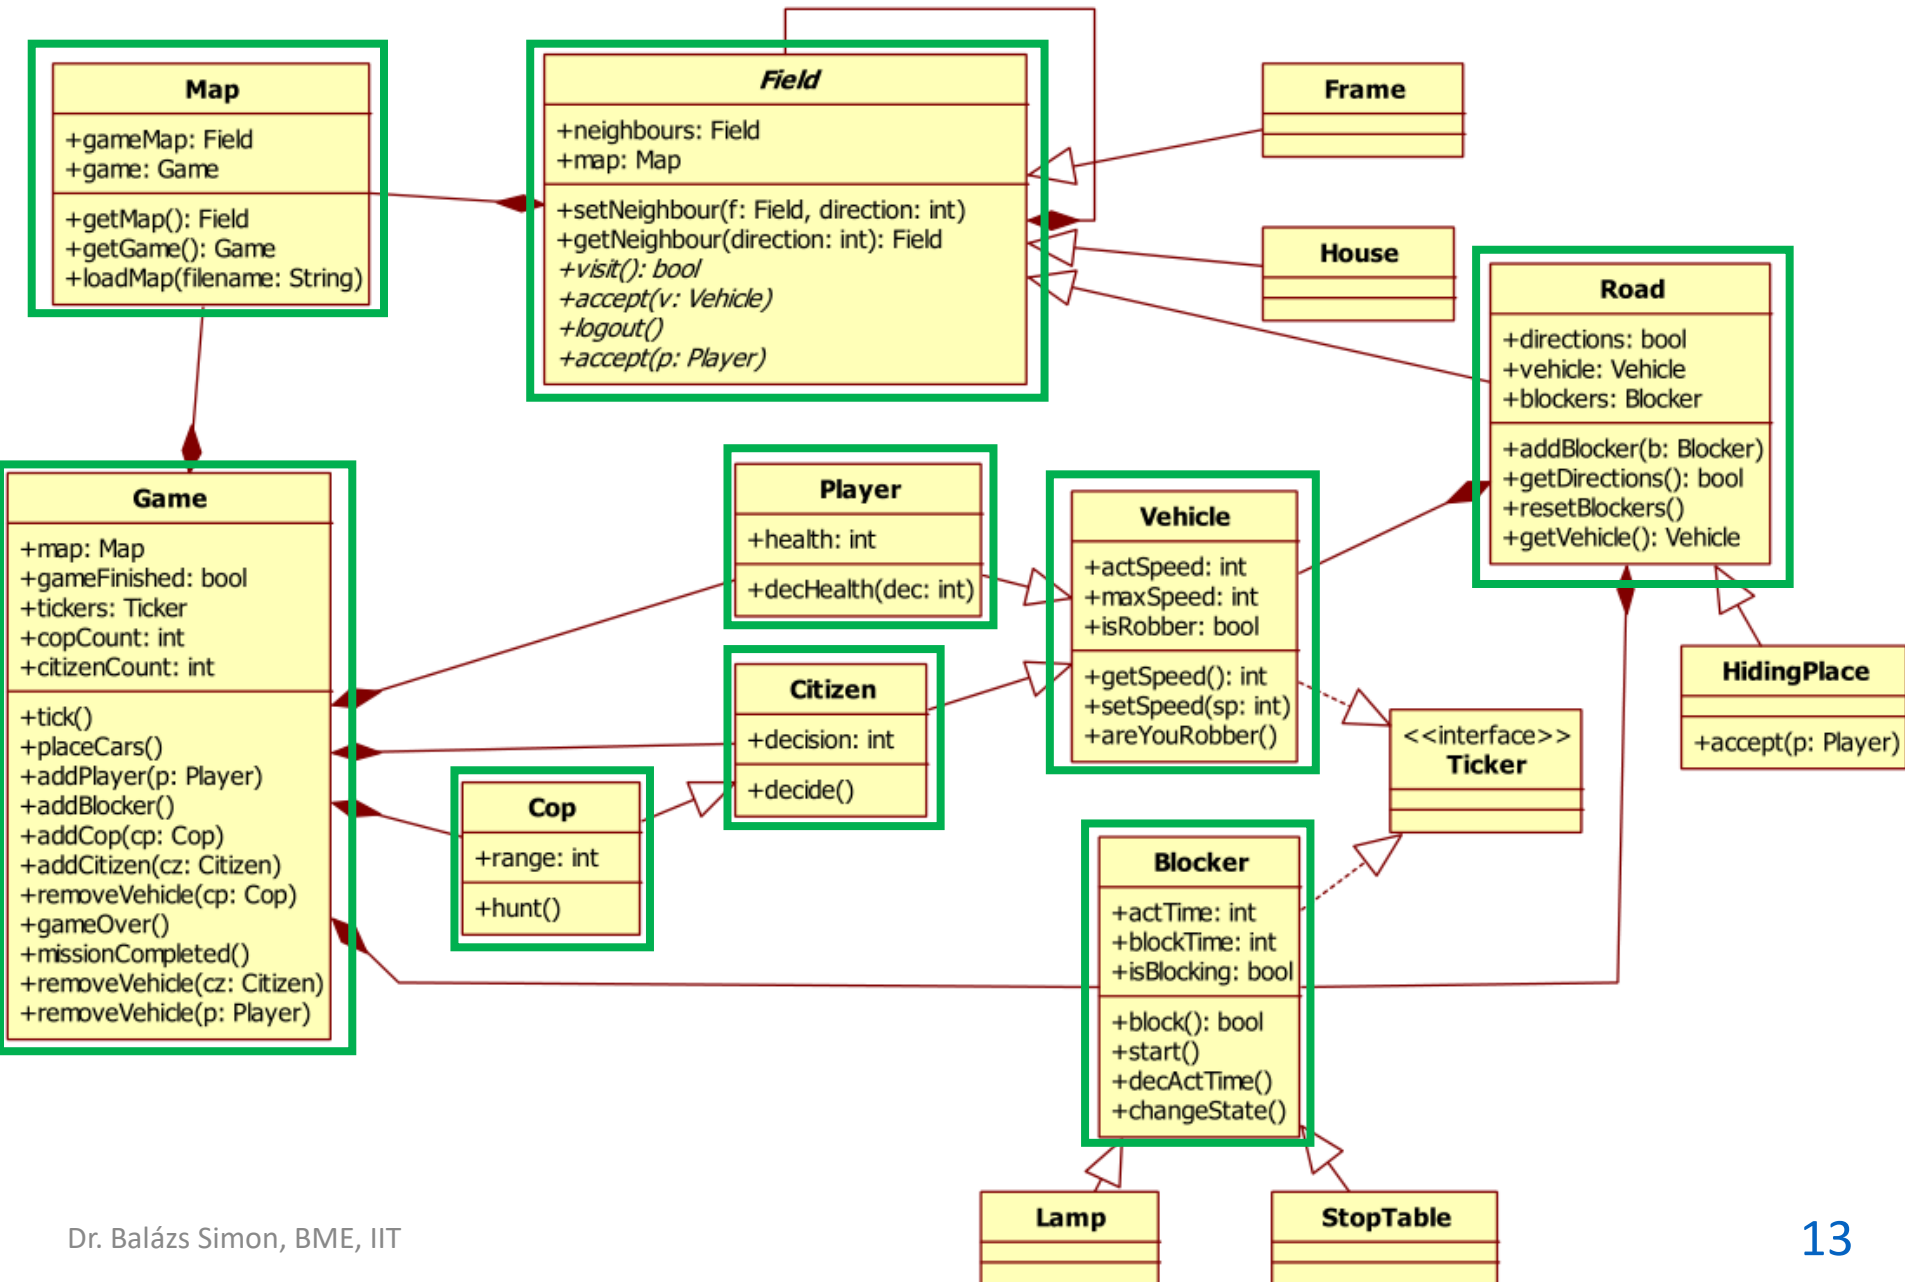 Map
+gameMap: Field
+game: Game
+getMap(): Field
+getGame(): Game
+loadMap(filename: String)
Field
+neighbours: Field
+map: Map
+setNeighbour(f: Field, direction: int)
+getNeighbour(direction: int): Field
+visit(): bool
+accept(v: Vehicle)
+logout()
+accept(p: Player)
Frame
House
Road
+directions: bool
+vehicle: Vehicle
+blockers: Blocker
+addBlocker(b: Blocker)
+getDirections(): bool
+resetBlockers()
+getVehicle(): Vehicle
Game
+map: Map
+gameFinished: bool
+tickers: Ticker
+copCount: int
+citizenCount: int
+tick()
+placeCars()
+addPlayer(p: Player)
+addBlocker()
+addCop(cp: Cop)
+addCitizen(cz: Citizen)
+removeVehicle(cp: Cop)
+gameOver()
+missionCompleted()
+removeVehicle(cz: Citizen)
+removeVehicle(p: Player)
Player
+health: int
+decHealth(dec: int)
Vehicle
+actSpeed: int
+maxSpeed: int
+isRobber: bool
+getSpeed(): int
+setSpeed(sp: int)
+areYouRobber()
Citizen
+decision: int
+decide()
Cop
+range: int
+hunt()
HidingPlace
+accept(p: Player)
<<interface>>
Ticker
Blocker
+actTime: int
+blockTime: int
+isBlocking: bool
+block(): bool
+start()
+decActTime()
+changeState()
Lamp
StopTable
Dr. Balázs Simon, BME, IIT
13